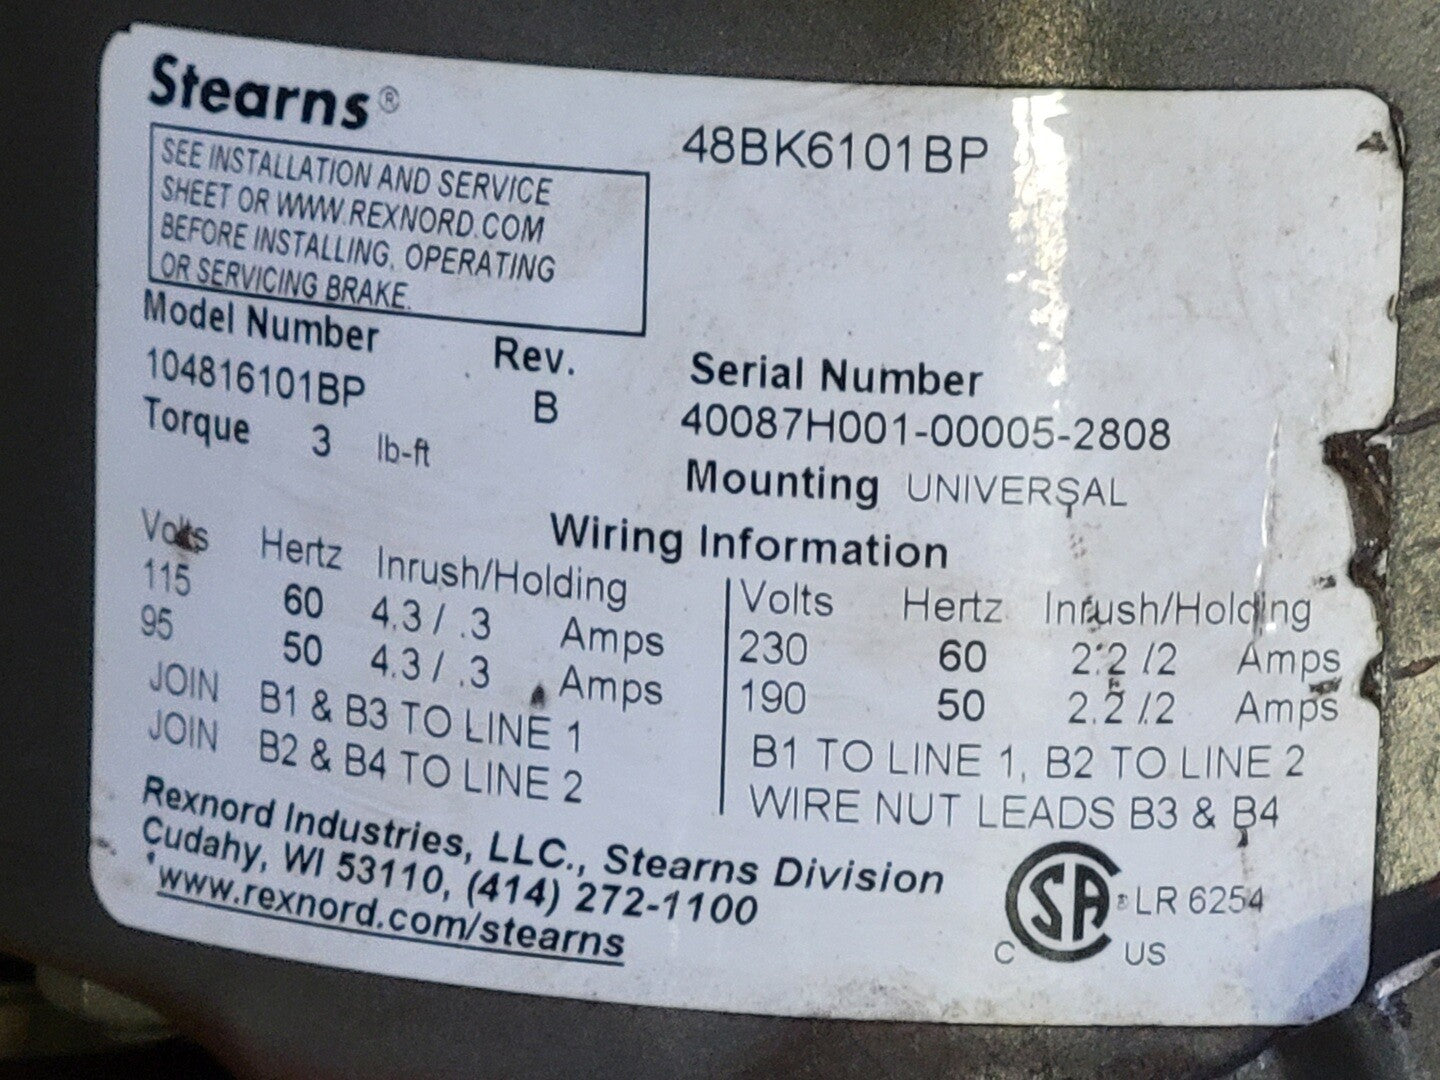 Stearns®
48BK6101BP
SEE INSTALLATION AND SERVICE
SHEET OR WWW.REXNORD.COM
BEFORE INSTALLING, OPERATING
OR SERVICING BRAKE.
Model Number Rev.
104816101BP B
Torque 3 lb-ft
Serial Number
40087H001-00005-2808
Mounting UNIVERSAL
Wiring Information
Volts Hertz Inrush/Holding
115 60 4.3 / .3 Amps
95 50 4.3 / .3 Amps
JOIN B1 & B3 TO LINE 1
JOIN B2 & B4 TO LINE 2
Volts Hertz Inrush/Holding
230 60 2.2 /2 Amps
190 50 2.2 /.2 Amps
B1 TO LINE 1, B2 TO LINE 2
WIRE NUT LEADS B3 & B4
Rexnord Industries, LLC., Stearns Division
Cudahy, WI 53110, (414) 272-1100
www.rexnord.com/stearns
C SA US ® LR 6254